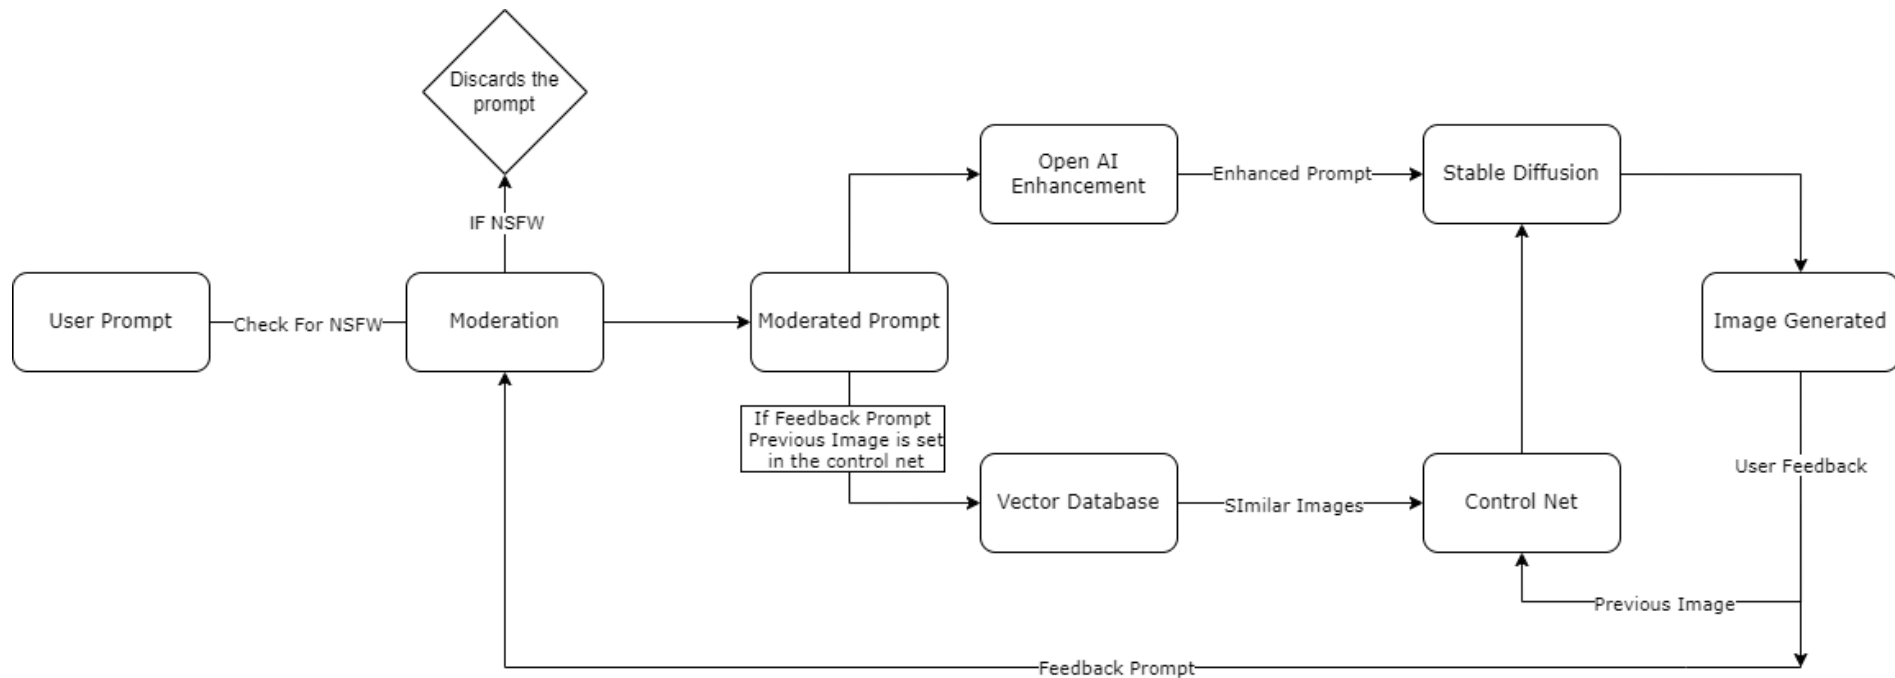 Discards the
prompt
Open AI
Enhancement
Enhanced Prompt
Stable Diffusion
IF NSFW
User Prompt
Check For NSFW
Moderation
Moderated Prompt
Image Generated
If Feedback Prompt
Previous Image is set
in the control net
User Feedback
Vector Database
SImilar Images
Control Net
Previous Image
Feedback Prompt